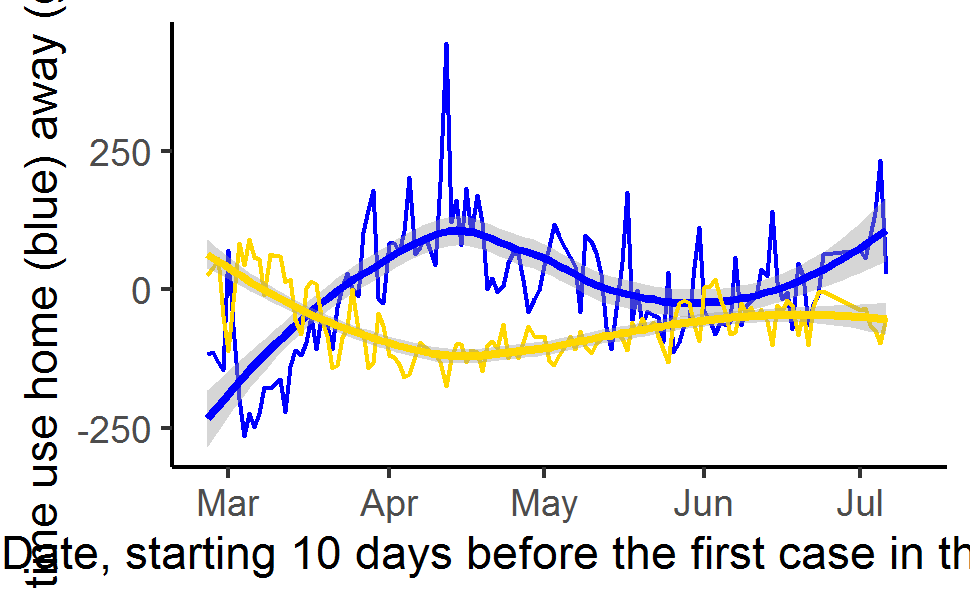 time use home (blue) away (
250
0
-250
Mar Apr May Jun Jul
Date, starting 10 days before the first case in th